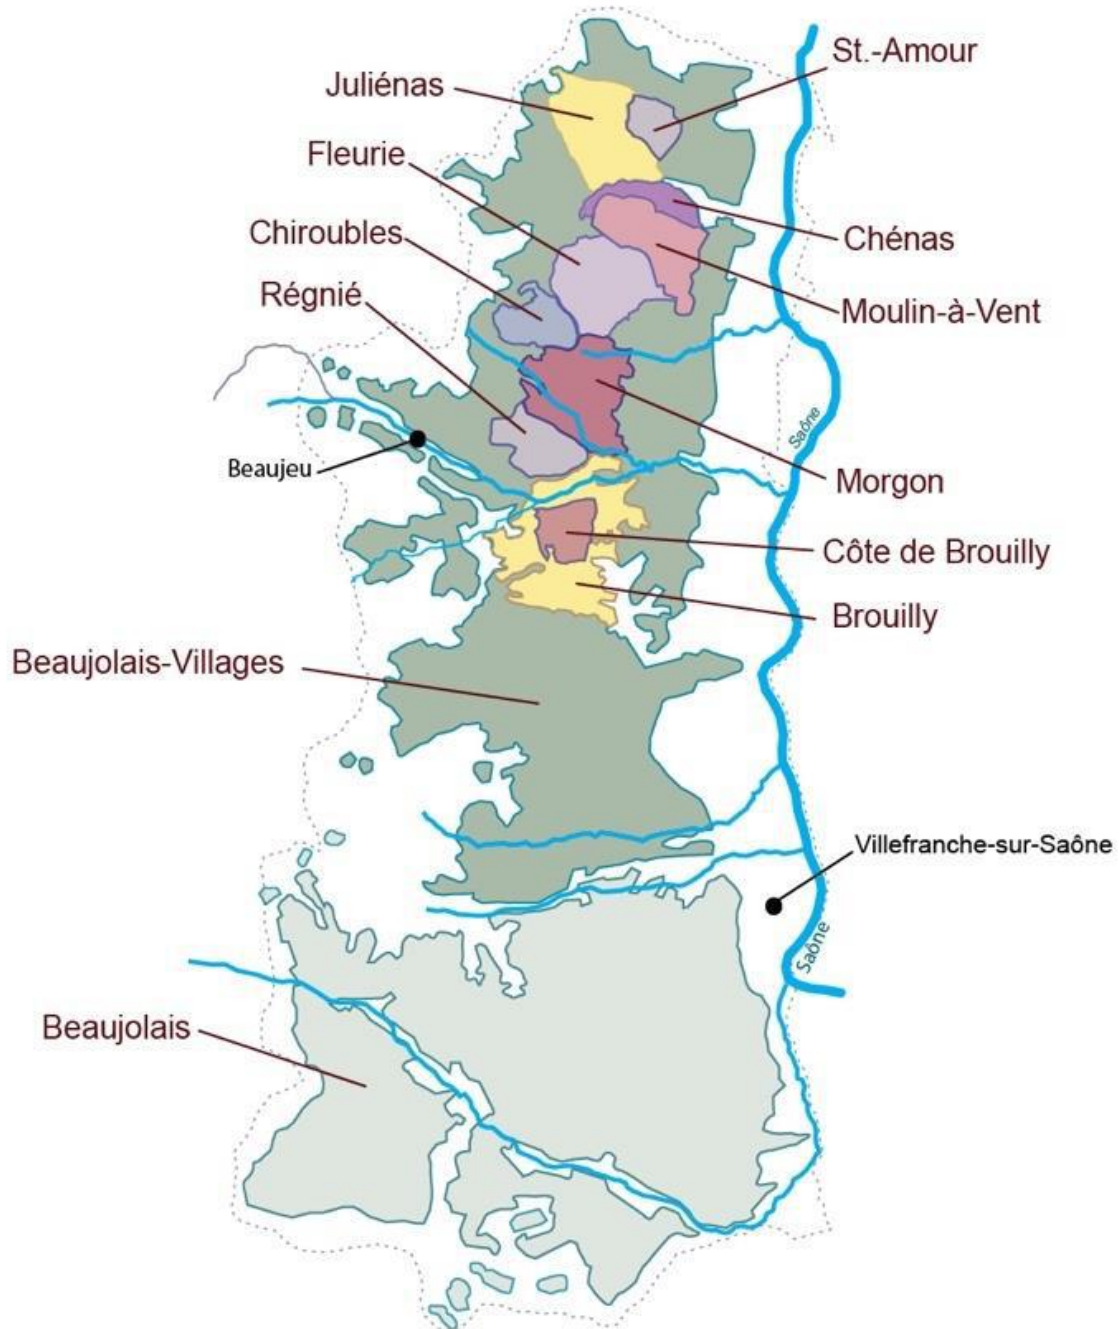 St.-Amour
Juliénas
Fleurie
Chiroubles
Chénas
Régnié
Moulin-à-Vent
Saône
Beaujeu
Morgon
Côte de Brouilly
Brouilly
Beaujolais-Villages
Villefranche-sur-Saône
Saône
Beaujolais